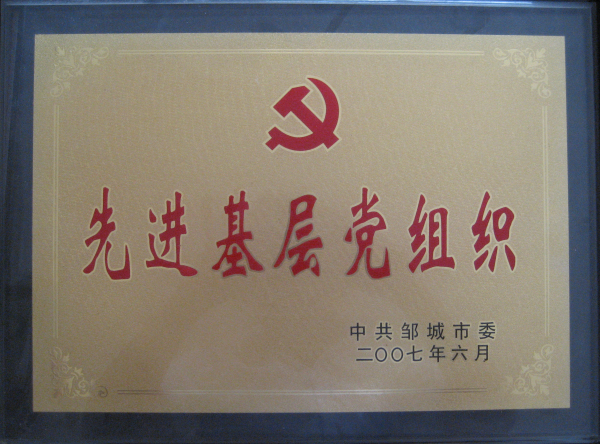 先进基层党组织
中共邹城市委
二〇〇七年六月